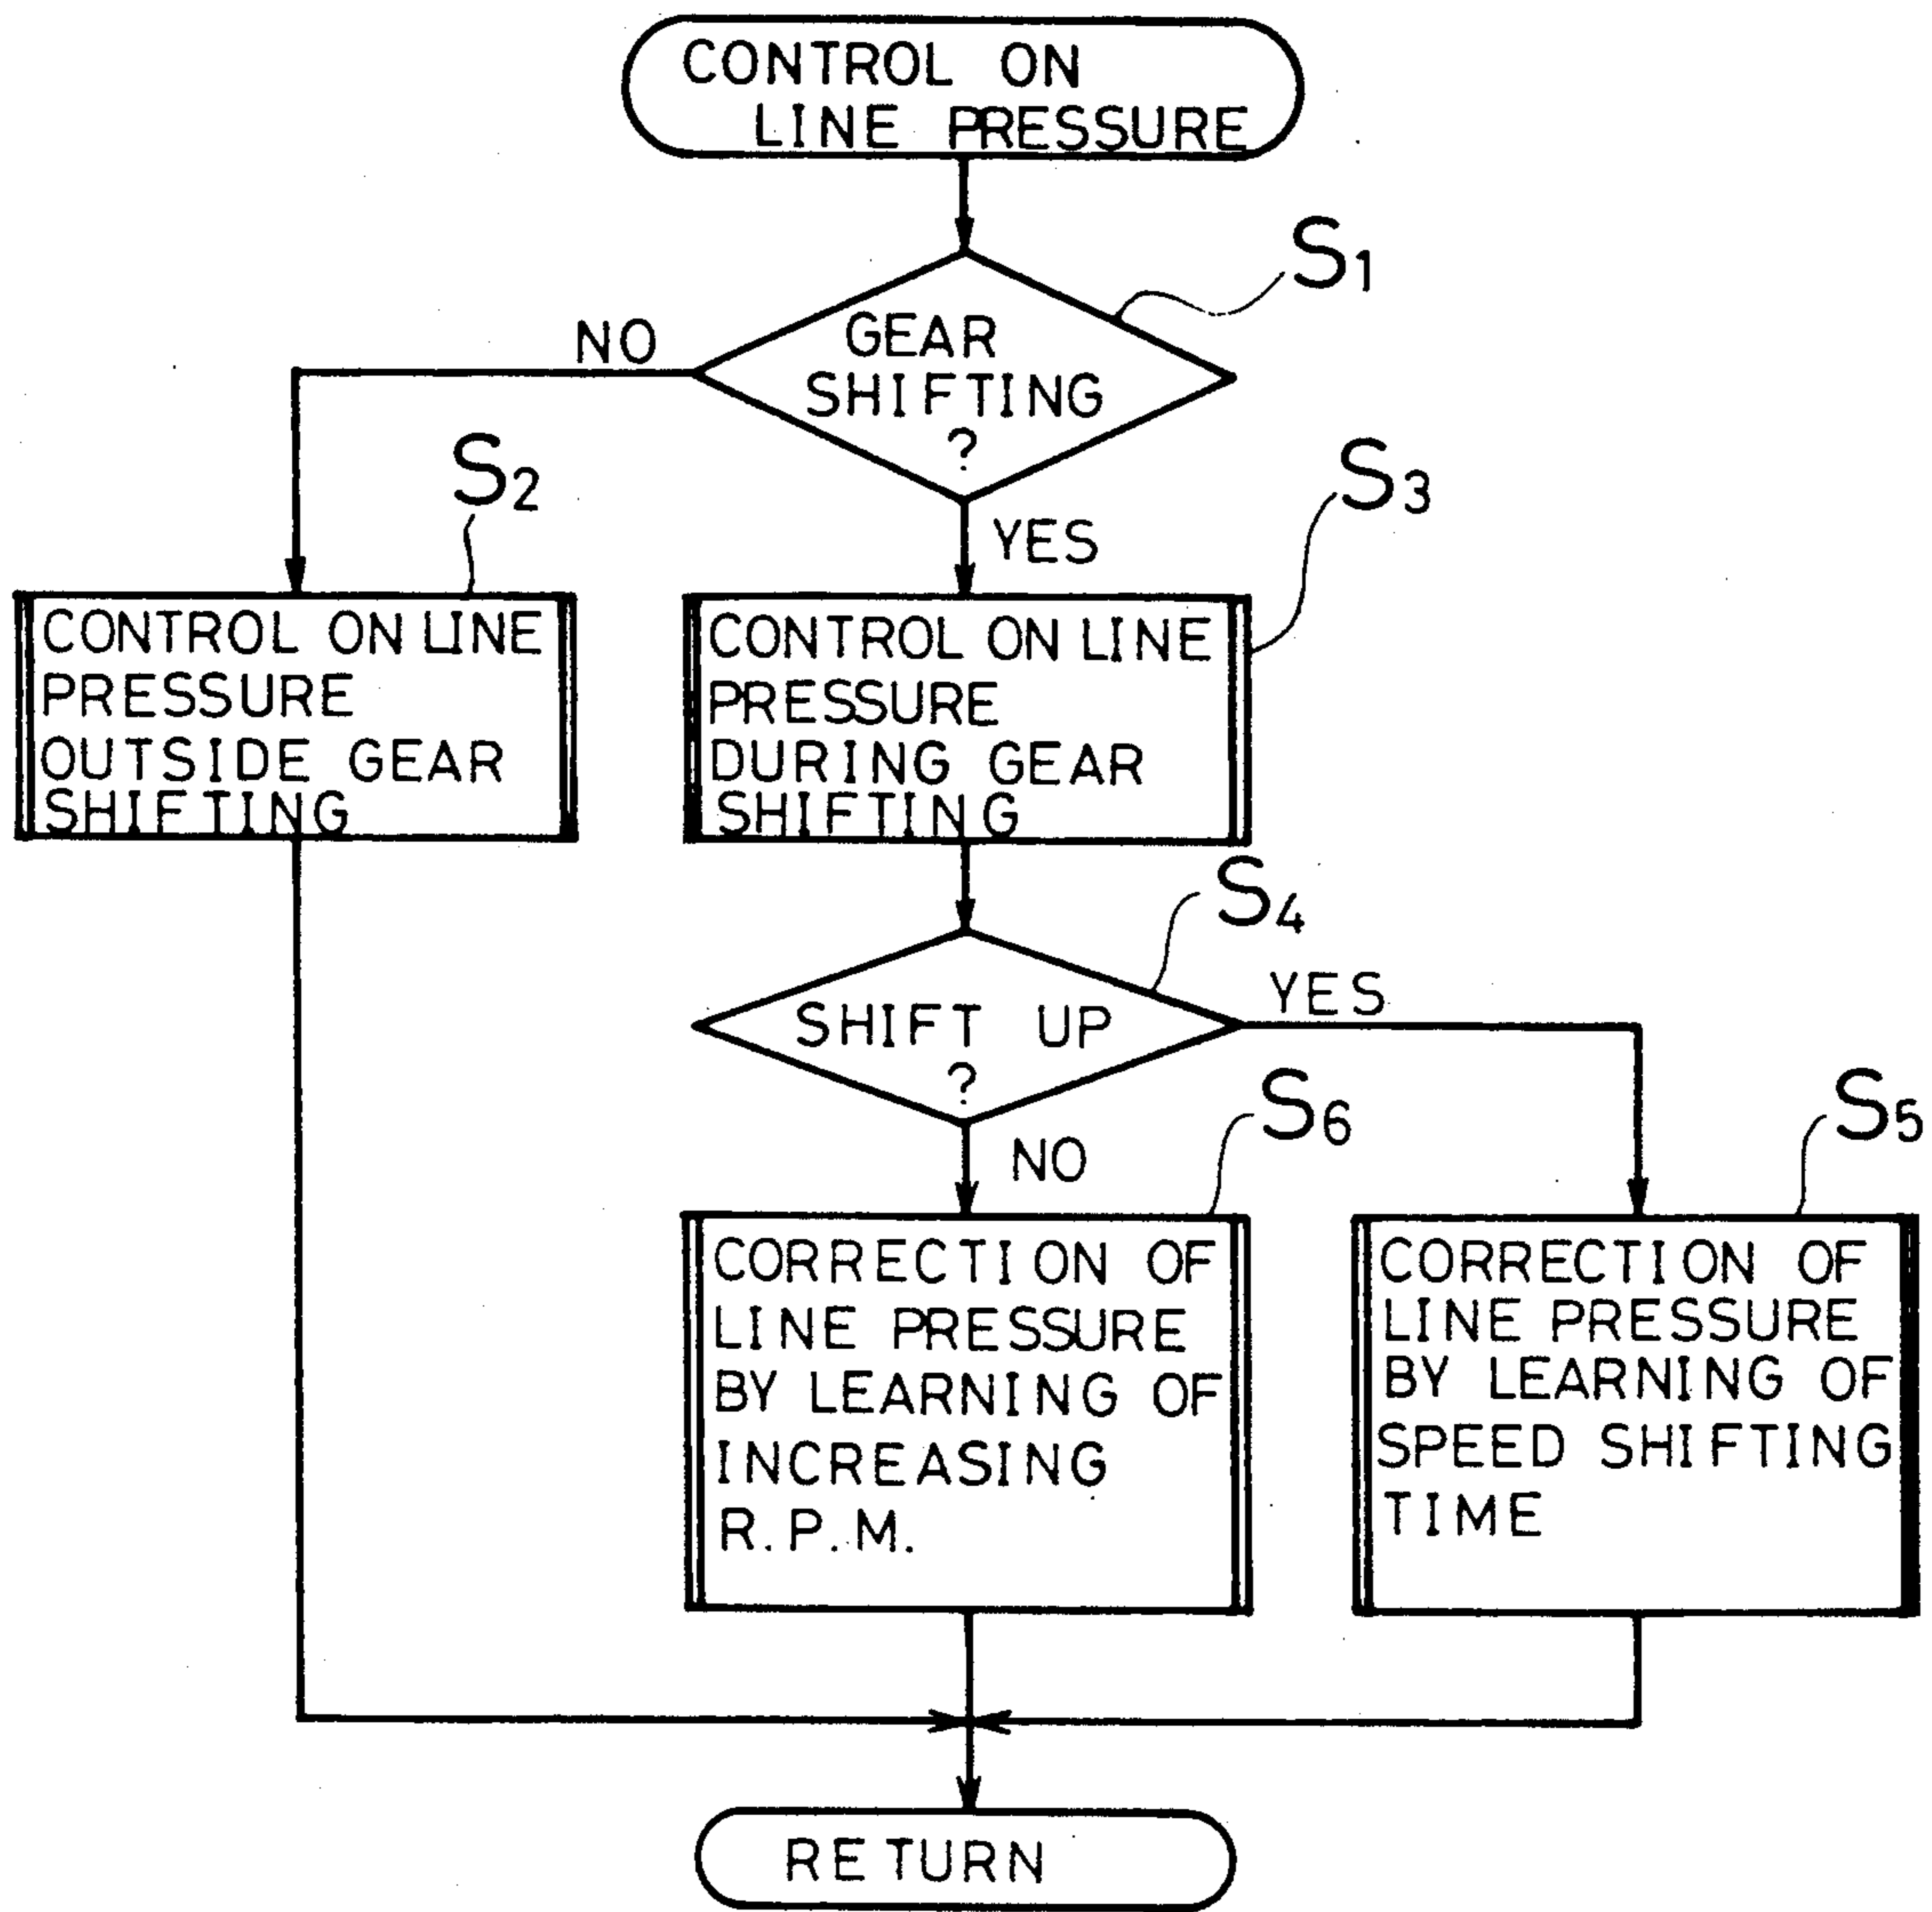 CONTROL ON
LINE PRESSURE
S1
GEAR
SHIFTING
?
NO
YES
S2
CONTROL ON LINE
PRESSURE
OUTSIDE GEAR
SHIFTING
S3
CONTROL ON LINE
PRESSURE
DURING GEAR
SHIFTING
S4
SHIFT UP
?
YES
NO
S6
CORRECTION OF
LINE PRESSURE
BY LEARNING OF
INCREASING
R.P.M.
S5
CORRECTION OF
LINE PRESSURE
BY LEARNING OF
SPEED SHIFTING
TIME
RETURN